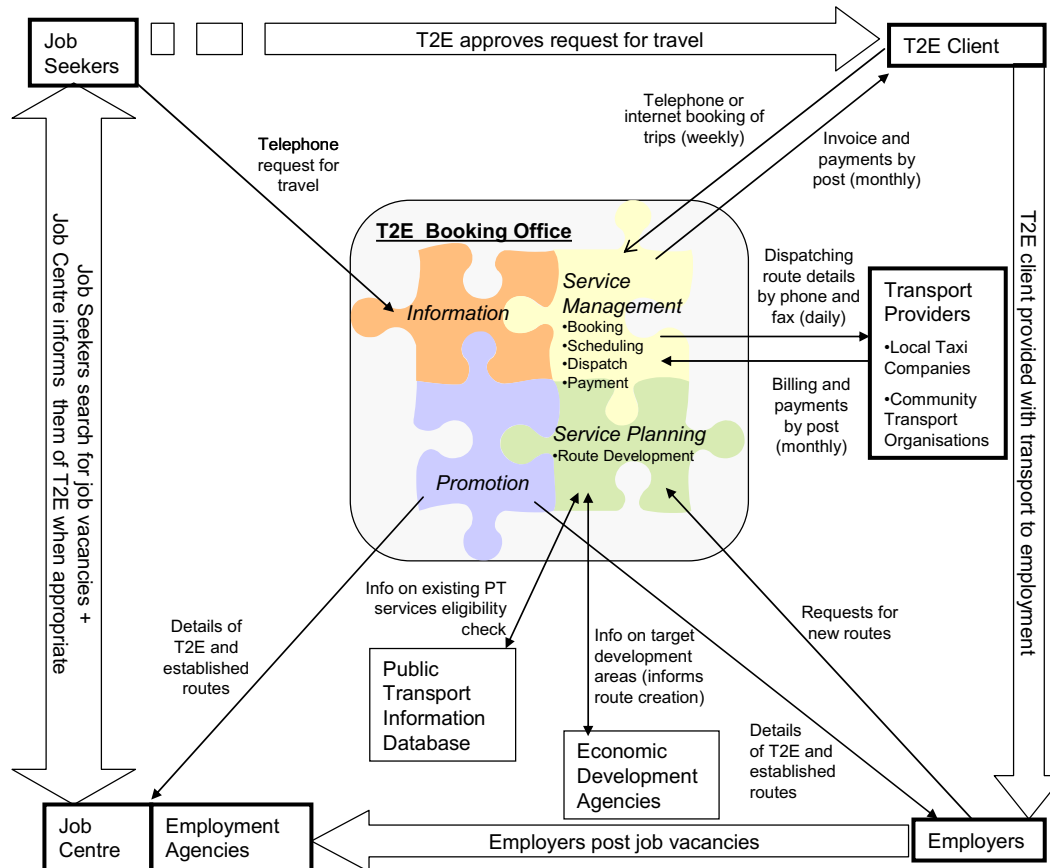 Job
Seekers
T2E approves request for travel
T2E Client
Telephone or
internet booking of
trips (weekly)
Invoice and
payments by
post (monthly)
Telephone
request for
travel
T2E Booking Office
Information
Service
Management
•Booking
•Scheduling
•Dispatch
•Payment
Dispatching
route details
by phone and
fax (daily)
Transport
Providers
•Local Taxi
Companies
•Community
Transport
Organisations
Billing and
payments
by post
(monthly)
Service Planning
•Route Development
Promotion
Job Seekers search for job vacancies +
Job Centre informs  them of T2E when appropriate
T2E client provided with transport to employment
Info on existing PT
services eligibility
check
Details of
T2E and
established
routes
Info on target
development
areas (informs
route creation)
Requests for
new routes
Public
Transport
Information
Database
Economic
Development
Agencies
Details
of T2E and
established
routes
Job
Centre
Employment
Agencies
Employers post job vacancies
Employers